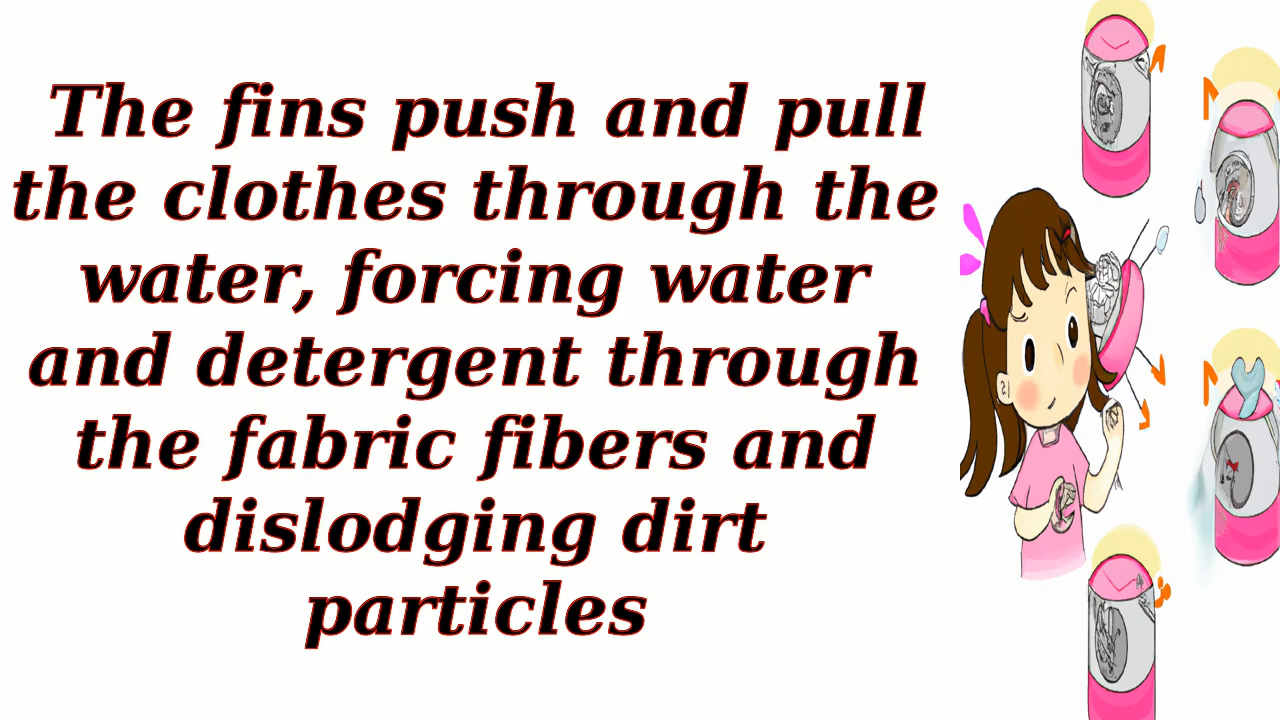 The fins push and pull
the clothes through the
water, forcing water
and detergent through
the fabric fibers and
dislodging dirt
particles